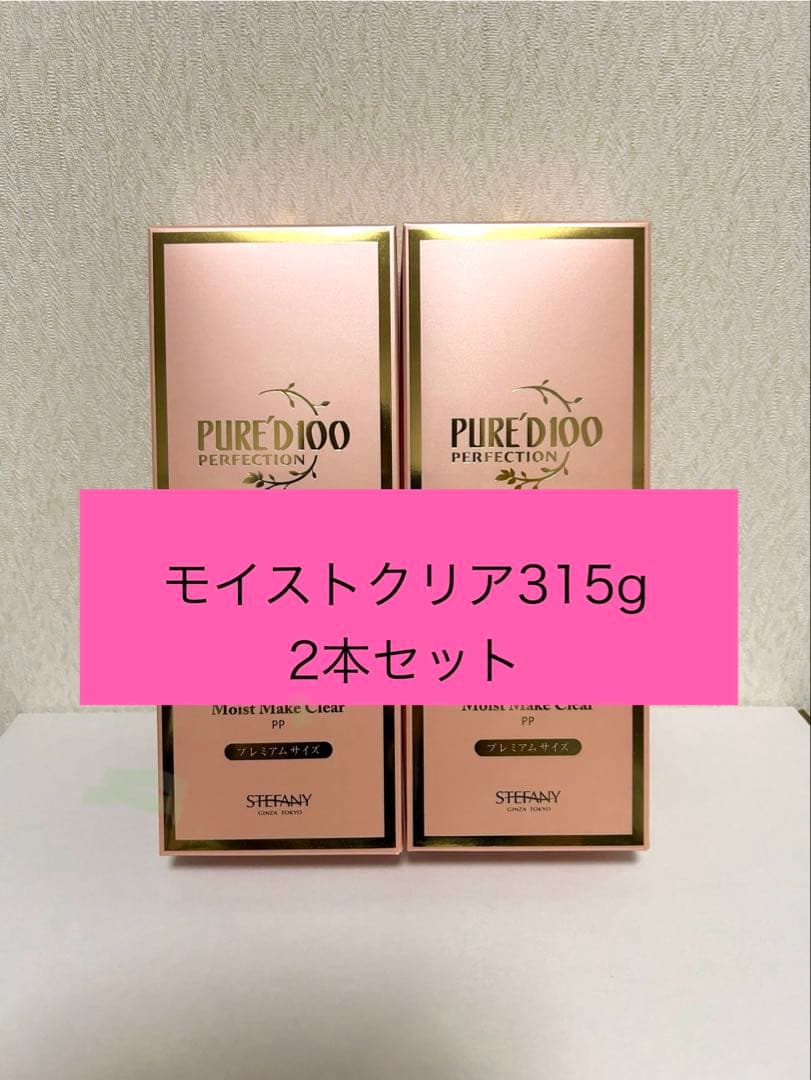 PURE'D100
PERFECTION
PURE'D100
PERFECTION
モイストクリア315g
2本セット
Moist Make Clear
PP
プレミアムサイズ
STEFANY
GINZA TOKYO
Moist Make Clear
PP
プレミアムサイズ
STEFANY
GINZA TOKYO